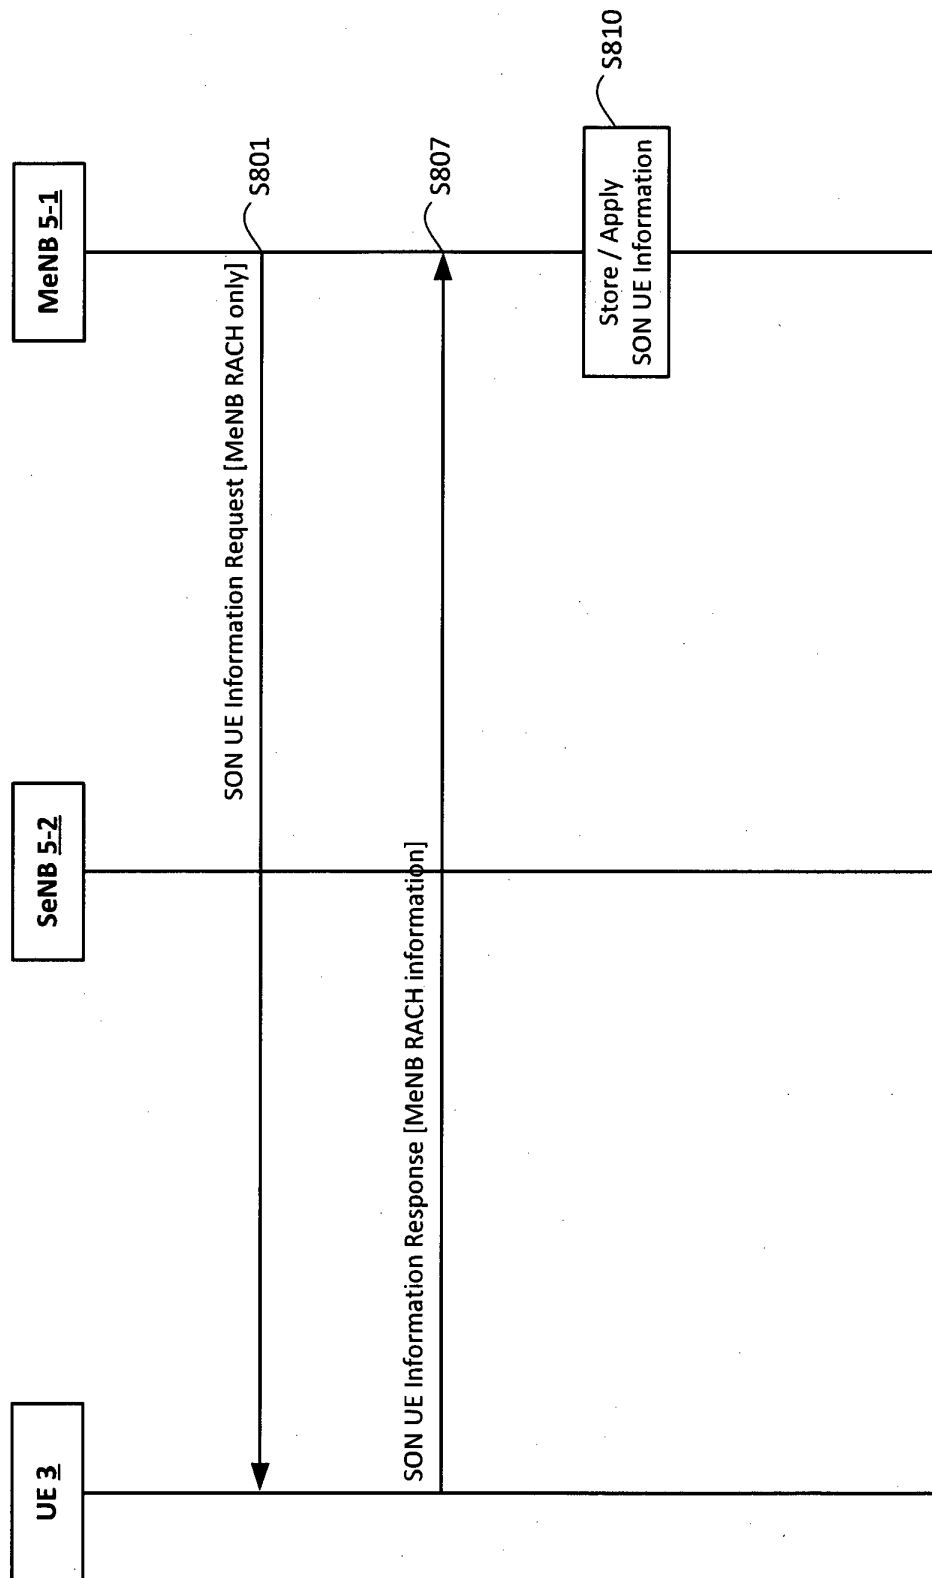 UE 3
SeNB 5-2
MeNB 5-1
SON UE Information Request [MeNB RACH only]
S801
SON UE Information Response [MeNB RACH information]
S807
Store / Apply
SON UE Information
S810